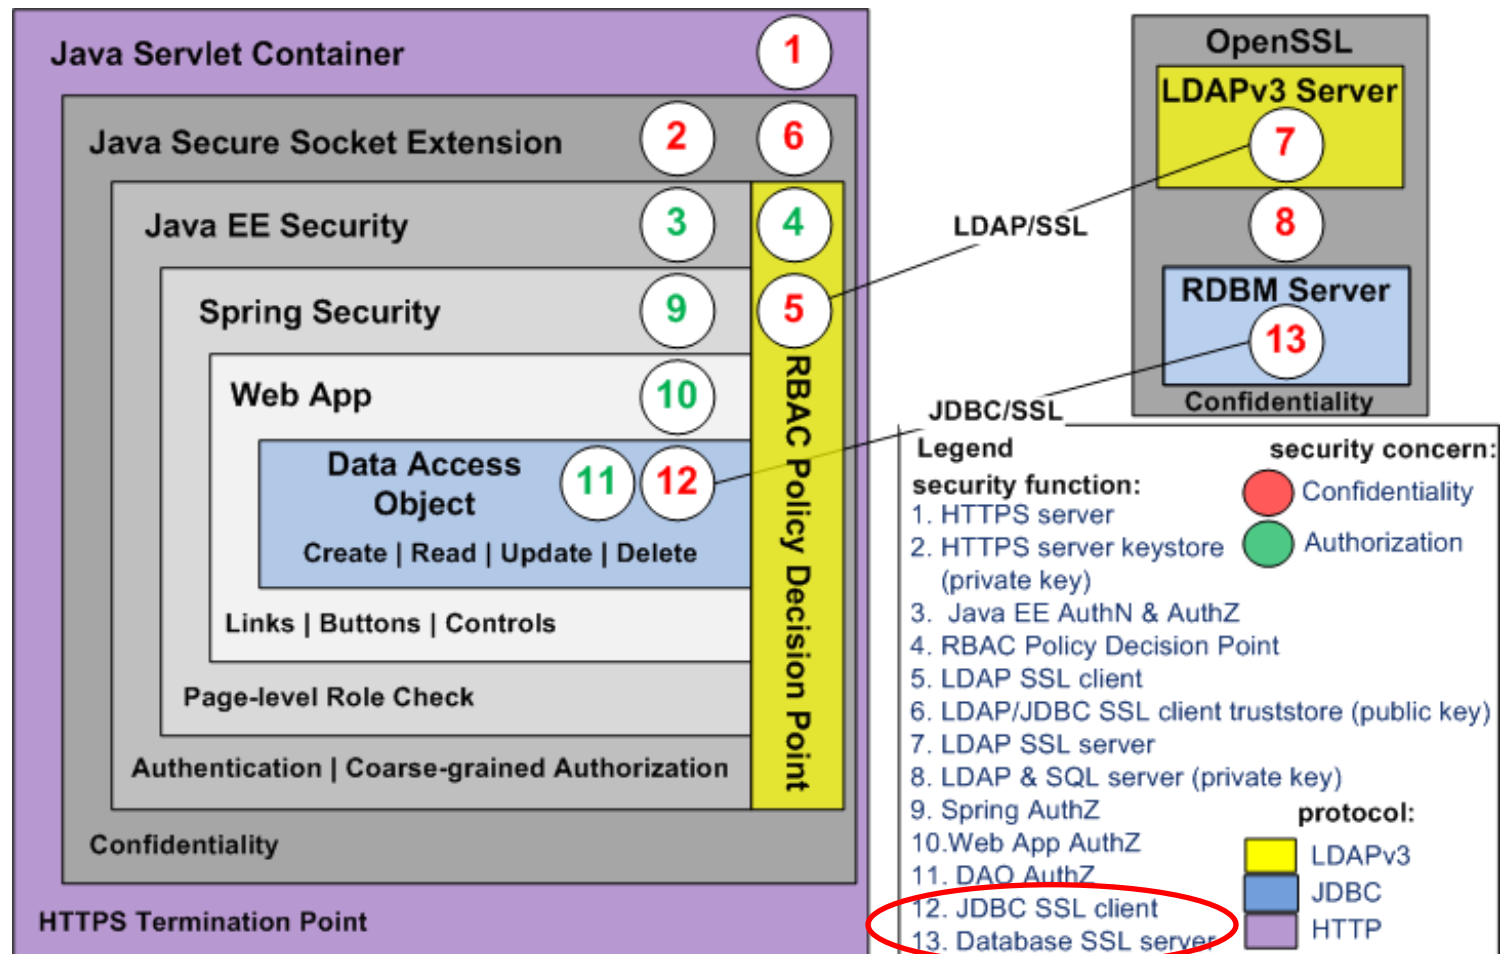 Java Servlet Container
1
Java Secure Socket Extension
2
6
Java EE Security
3
4
Spring Security
9
5
Web App
10
Data Access
Object
11
12
Create | Read | Update | Delete
Links | Buttons | Controls
Page-level Role Check
Authentication | Coarse-grained Authorization
Confidentiality
HTTPS Termination Point
RBAC Policy Decision Point
LDAP/SSL
JDBC/SSL
OpenSSL
LDAPv3 Server
7
8
RDBM Server
13
Confidentiality
Legend
security function:
1. HTTPS server
2. HTTPS server keystore
(private key)
3. Java EE AuthN & AuthZ
4. RBAC Policy Decision Point
5. LDAP SSL client
6. LDAP/JDBC SSL client truststore (public key)
7. LDAP SSL server
8. LDAP & SQL server (private key)
9. Spring AuthZ
10.Web App AuthZ
11. DAO AuthZ
12. JDBC SSL client
13. Database SSL server
security concern:
Confidentiality
Authorization
protocol:
LDAPv3
JDBC
HTTP